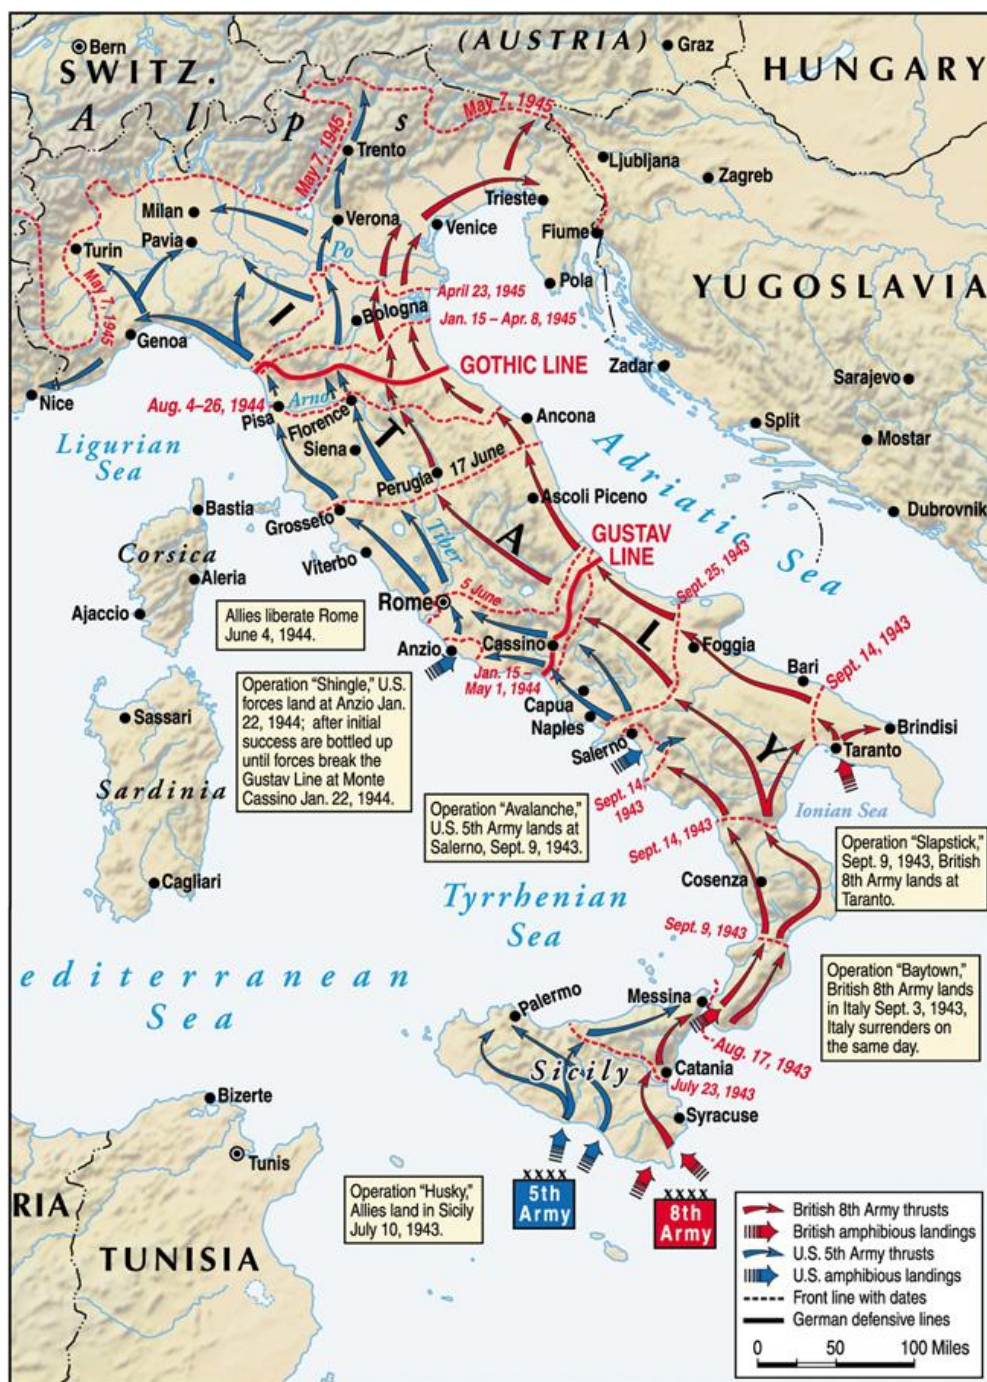 Bern
SWITZ.
(AUSTRIA)
Graz
HUNGARY
Alps
May 7, 1945
May 7, 1945
Trento
Ljubljana
Zagreb
Milan
Verona
Trieste
Pavia
Venice
Fiume
Turin
Po
Pola
YUGOSLAVIA
May 7, 1945
April 23, 1945
Bologna
Jan. 15 – Apr. 8, 1945
Genoa
GOTHIC LINE
Zadar
Sarajevo
Nice
Aug. 4–26, 1944
Arno
Pisa
Florence
Ancona
Split
Mostar
Ligurian
Sea
Siena
Adriatic Sea
17 June
Perugia
Ascoli Piceno
Bastia
Grosseto
Dubrovnik
Corsica
Tiber
GUSTAV
LINE
Viterbo
Aleria
Sept. 25, 1943
Ajaccio
Rome
5 June
Allies liberate Rome
June 4, 1944.
Anzio
Cassino
Foggia
Sept. 14, 1943
Bari
Jan. 15 –
May 1, 1944
Operation "Shingle," U.S.
forces land at Anzio Jan.
22, 1944; after initial
success are bottled up
until forces break the
Gustav Line at Monte
Cassino Jan. 22, 1944.
Capua
Naples
Sassari
Salerno
Brindisi
Taranto
ITALY
Sardinia
Sept. 14,
1943
Ionian Sea
Operation "Avalanche,"
U.S. 5th Army lands at
Salerno, Sept. 9, 1943.
Sept. 14, 1943
Operation "Slapstick,"
Sept. 9, 1943, British
8th Army lands at
Taranto.
Cagliari
Cosenza
Tyrrhenian
Sea
Sept. 9, 1943
editerranean
Sea
Operation "Baytown,"
British 8th Army lands
in Italy Sept. 3, 1943,
Italy surrenders on
the same day.
Palermo
Messina
Aug. 17, 1943
Sicily
Catania
July 23, 1943
Bizerte
Syracuse
Tunis
XXXX
5th
Army
XXXX
8th
Army
Operation "Husky,"
Allies land in Sicily
July 10, 1943.
RIA
TUNISIA
British 8th Army thrusts
British amphibious landings
U.S. 5th Army thrusts
U.S. amphibious landings
Front line with dates
German defensive lines
0 50 100 Miles